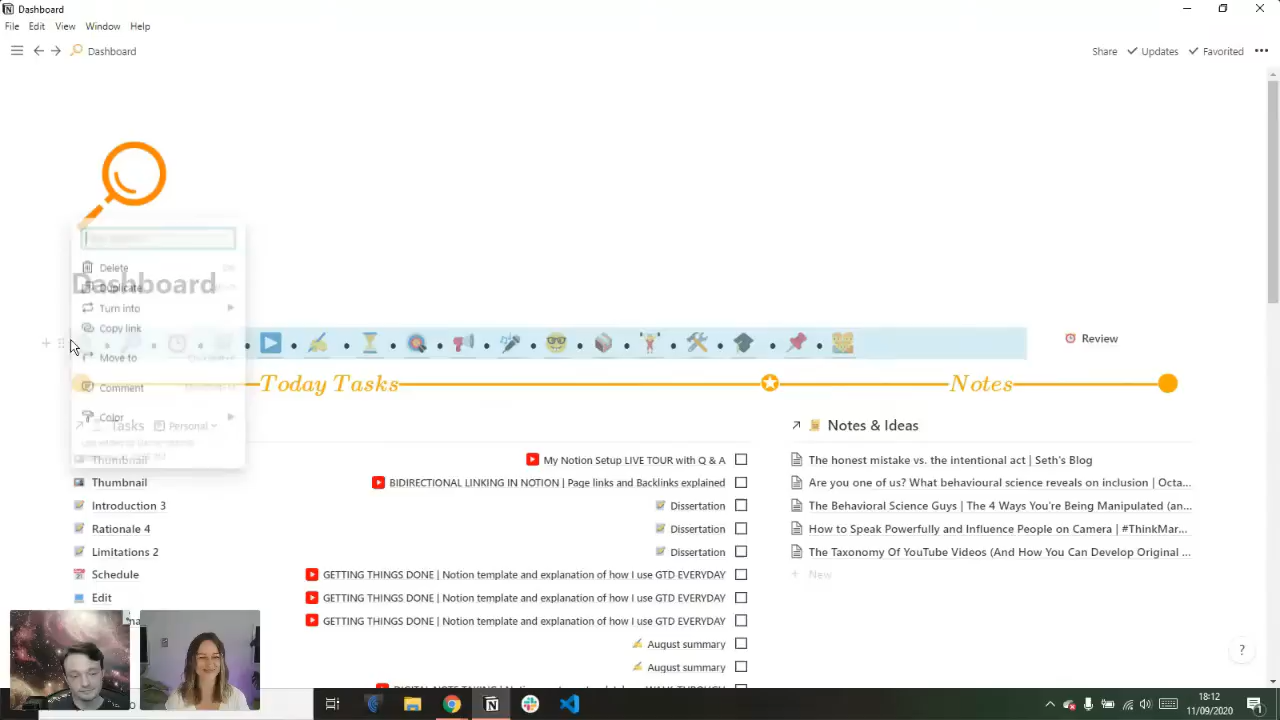 Dashboard
File Edit View Window Help
Dashboard
Share Updates Favorited
Delete
Dashboard
Duplicate
Turn into
Copy link
Move to
Comment
Color
Review
Today Tasks
Notes
Tasks Personal
Notes & Ideas
Thumbnail
My Notion Setup LIVE TOUR with Q & A
The honest mistake vs. the intentional act | Seth's Blog
Thumbnail
BIDIRECTIONAL LINKING IN NOTION | Page links and Backlinks explained
Are you one of us? What behavioural science reveals on inclusion | Octa...
Introduction 3
Dissertation
The Behavioral Science Guys | The 4 Ways You're Being Manipulated (an...
Rationale 4
Dissertation
How to Speak Powerfully and Influence People on Camera | #ThinkMar...
Limitations 2
Dissertation
The Taxonomy Of YouTube Videos (And How You Can Develop Original ...
Schedule
GETTING THINGS DONE | Notion template and explanation of how I use GTD EVERYDAY
+ New
Edit
GETTING THINGS DONE | Notion template and explanation of how I use GTD EVERYDAY
GETTING THINGS DONE | Notion template and explanation of how I use GTD EVERYDAY
August summary
?
August summary
18:12
11/09/2020